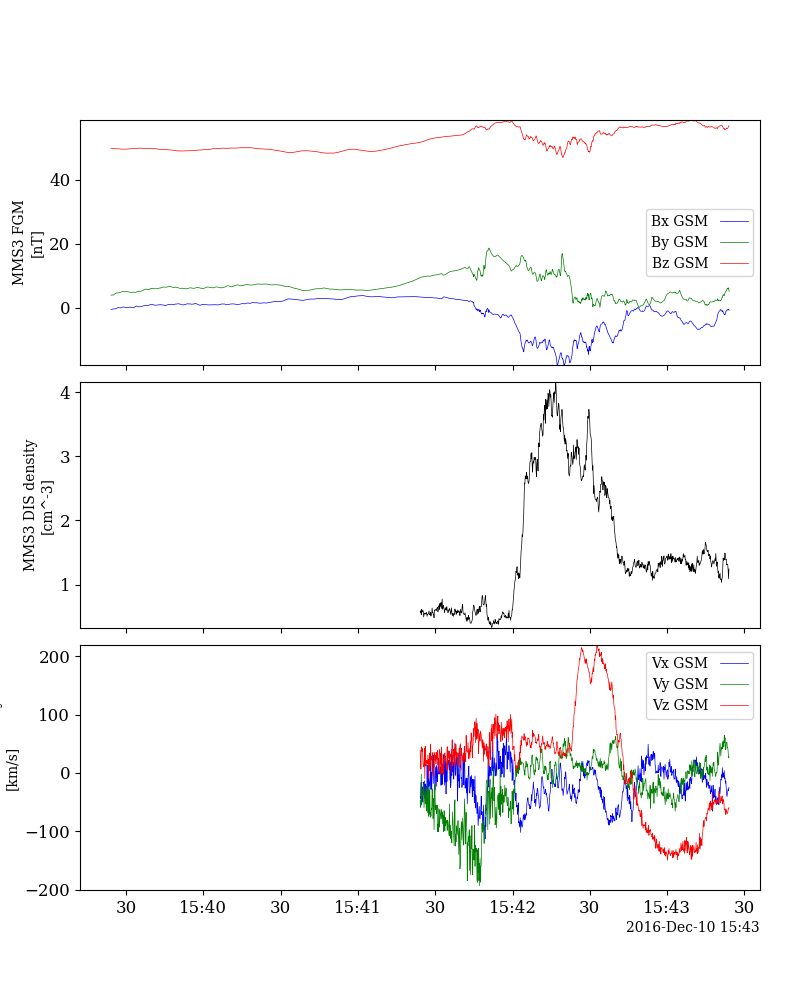 MMS3 FGM
[nT]
40
20
0
Bx GSM
By GSM
Bz GSM
MMS3 DIS density
[cm^-3]
4
3
2
1
[km/s]
200
100
0
−100
−200
Vx GSM
Vy GSM
Vz GSM
30 15:40 30 15:41 30 15:42 30 15:43 30
2016-Dec-10 15:43